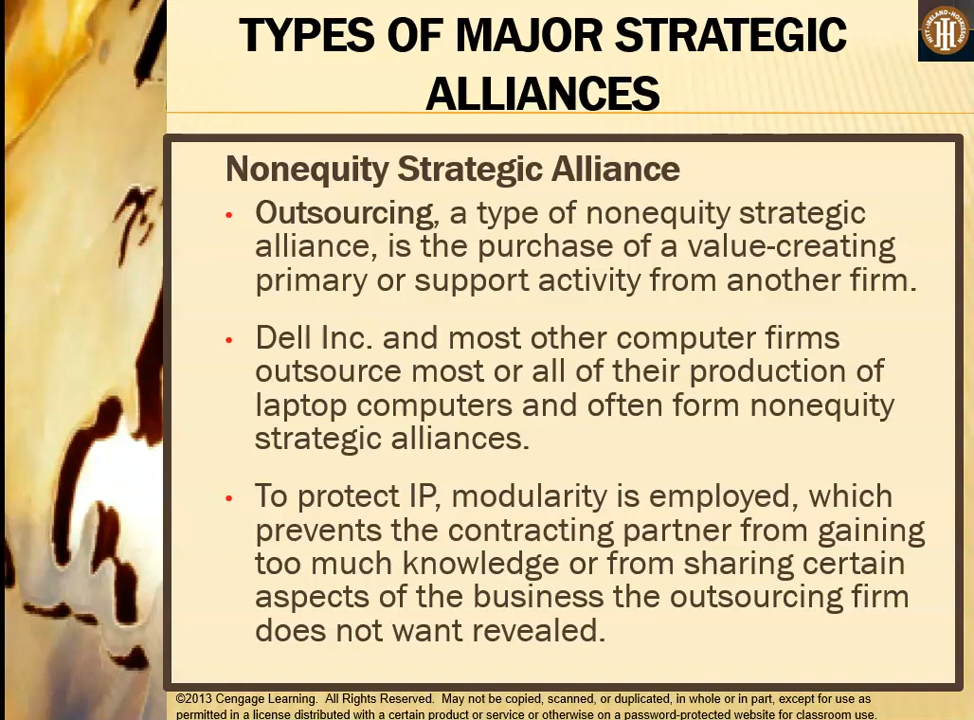 TYPES OF MAJOR STRATEGIC
ALLIANCES
HITT•IRELAND•HOSKISSON
Nonequity Strategic Alliance
• Outsourcing, a type of nonequity strategic
alliance, is the purchase of a value-creating
primary or support activity from another firm.
• Dell Inc. and most other computer firms
outsource most or all of their production of
laptop computers and often form nonequity
strategic alliances.
• To protect IP, modularity is employed, which
prevents the contracting partner from gaining
too much knowledge or from sharing certain
aspects of the business the outsourcing firm
does not want revealed.
©2013 Cengage Learning. All Rights Reserved. May not be copied, scanned, or duplicated, in whole or in part, except for use as
permitted in a license distributed with a certain product or service or otherwise on a password-protected website for classroom use.